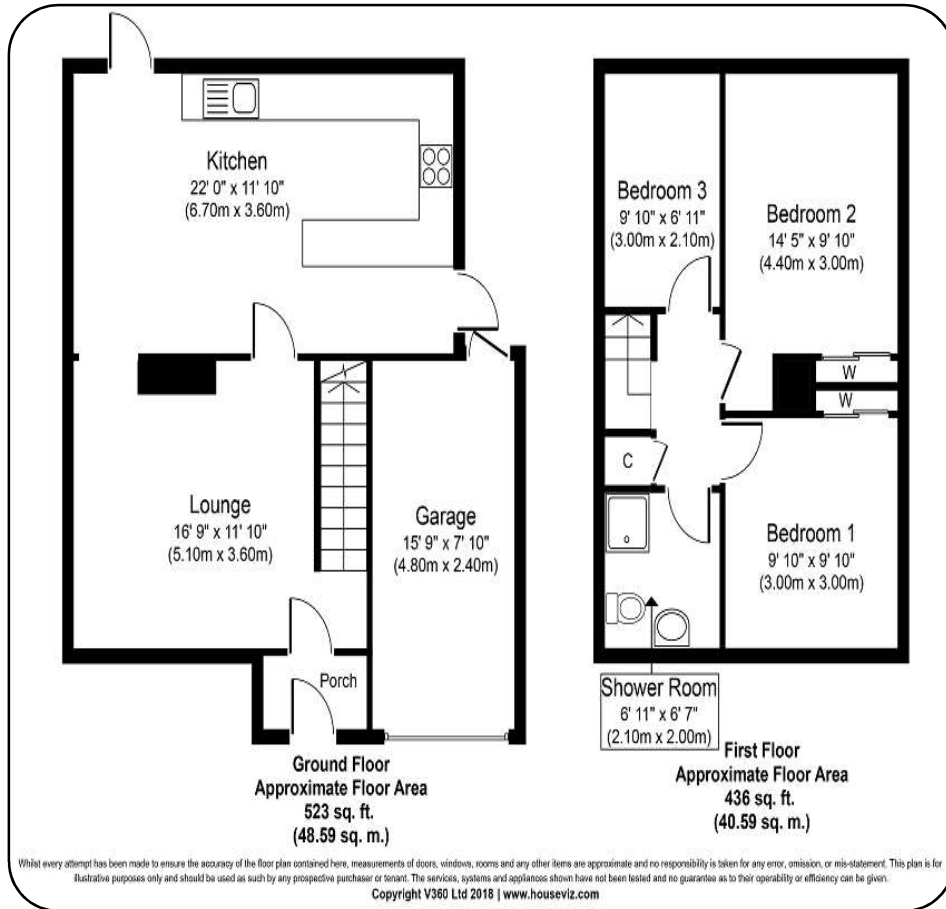 Kitchen
22' 0" x 11' 10"
(6.70m x 3.60m)
Lounge
16' 9" x 11' 10"
(5.10m x 3.60m)
Garage
15' 9" x 7' 10"
(4.80m x 2.40m)
Porch
Ground Floor
Approximate Floor Area
523 sq. ft.
(48.59 sq. m.)
Bedroom 3
9' 10" x 6' 11"
(3.00m x 2.10m)
Bedroom 2
14' 5" x 9' 10"
(4.40m x 3.00m)
W
W
C
Bedroom 1
9' 10" x 9' 10"
(3.00m x 3.00m)
Shower Room
6' 11" x 6' 7"
(2.10m x 2.00m)
First Floor
Approximate Floor Area
436 sq. ft.
(40.59 sq. m.)
Whilst every attempt has been made to ensure the accuracy of the floor plan contained here, measurements of doors, windows, rooms and any other items are approximate and no responsibility is taken for any error, omission, or mis-statement. This plan is for
illustrative purposes only and should be used as such by any prospective purchaser or tenant. The services, systems and appliances shown have not been tested and no guarantee as to their operability or efficiency can be given.
Copyright V360 Ltd 2018 | www.houseviz.com